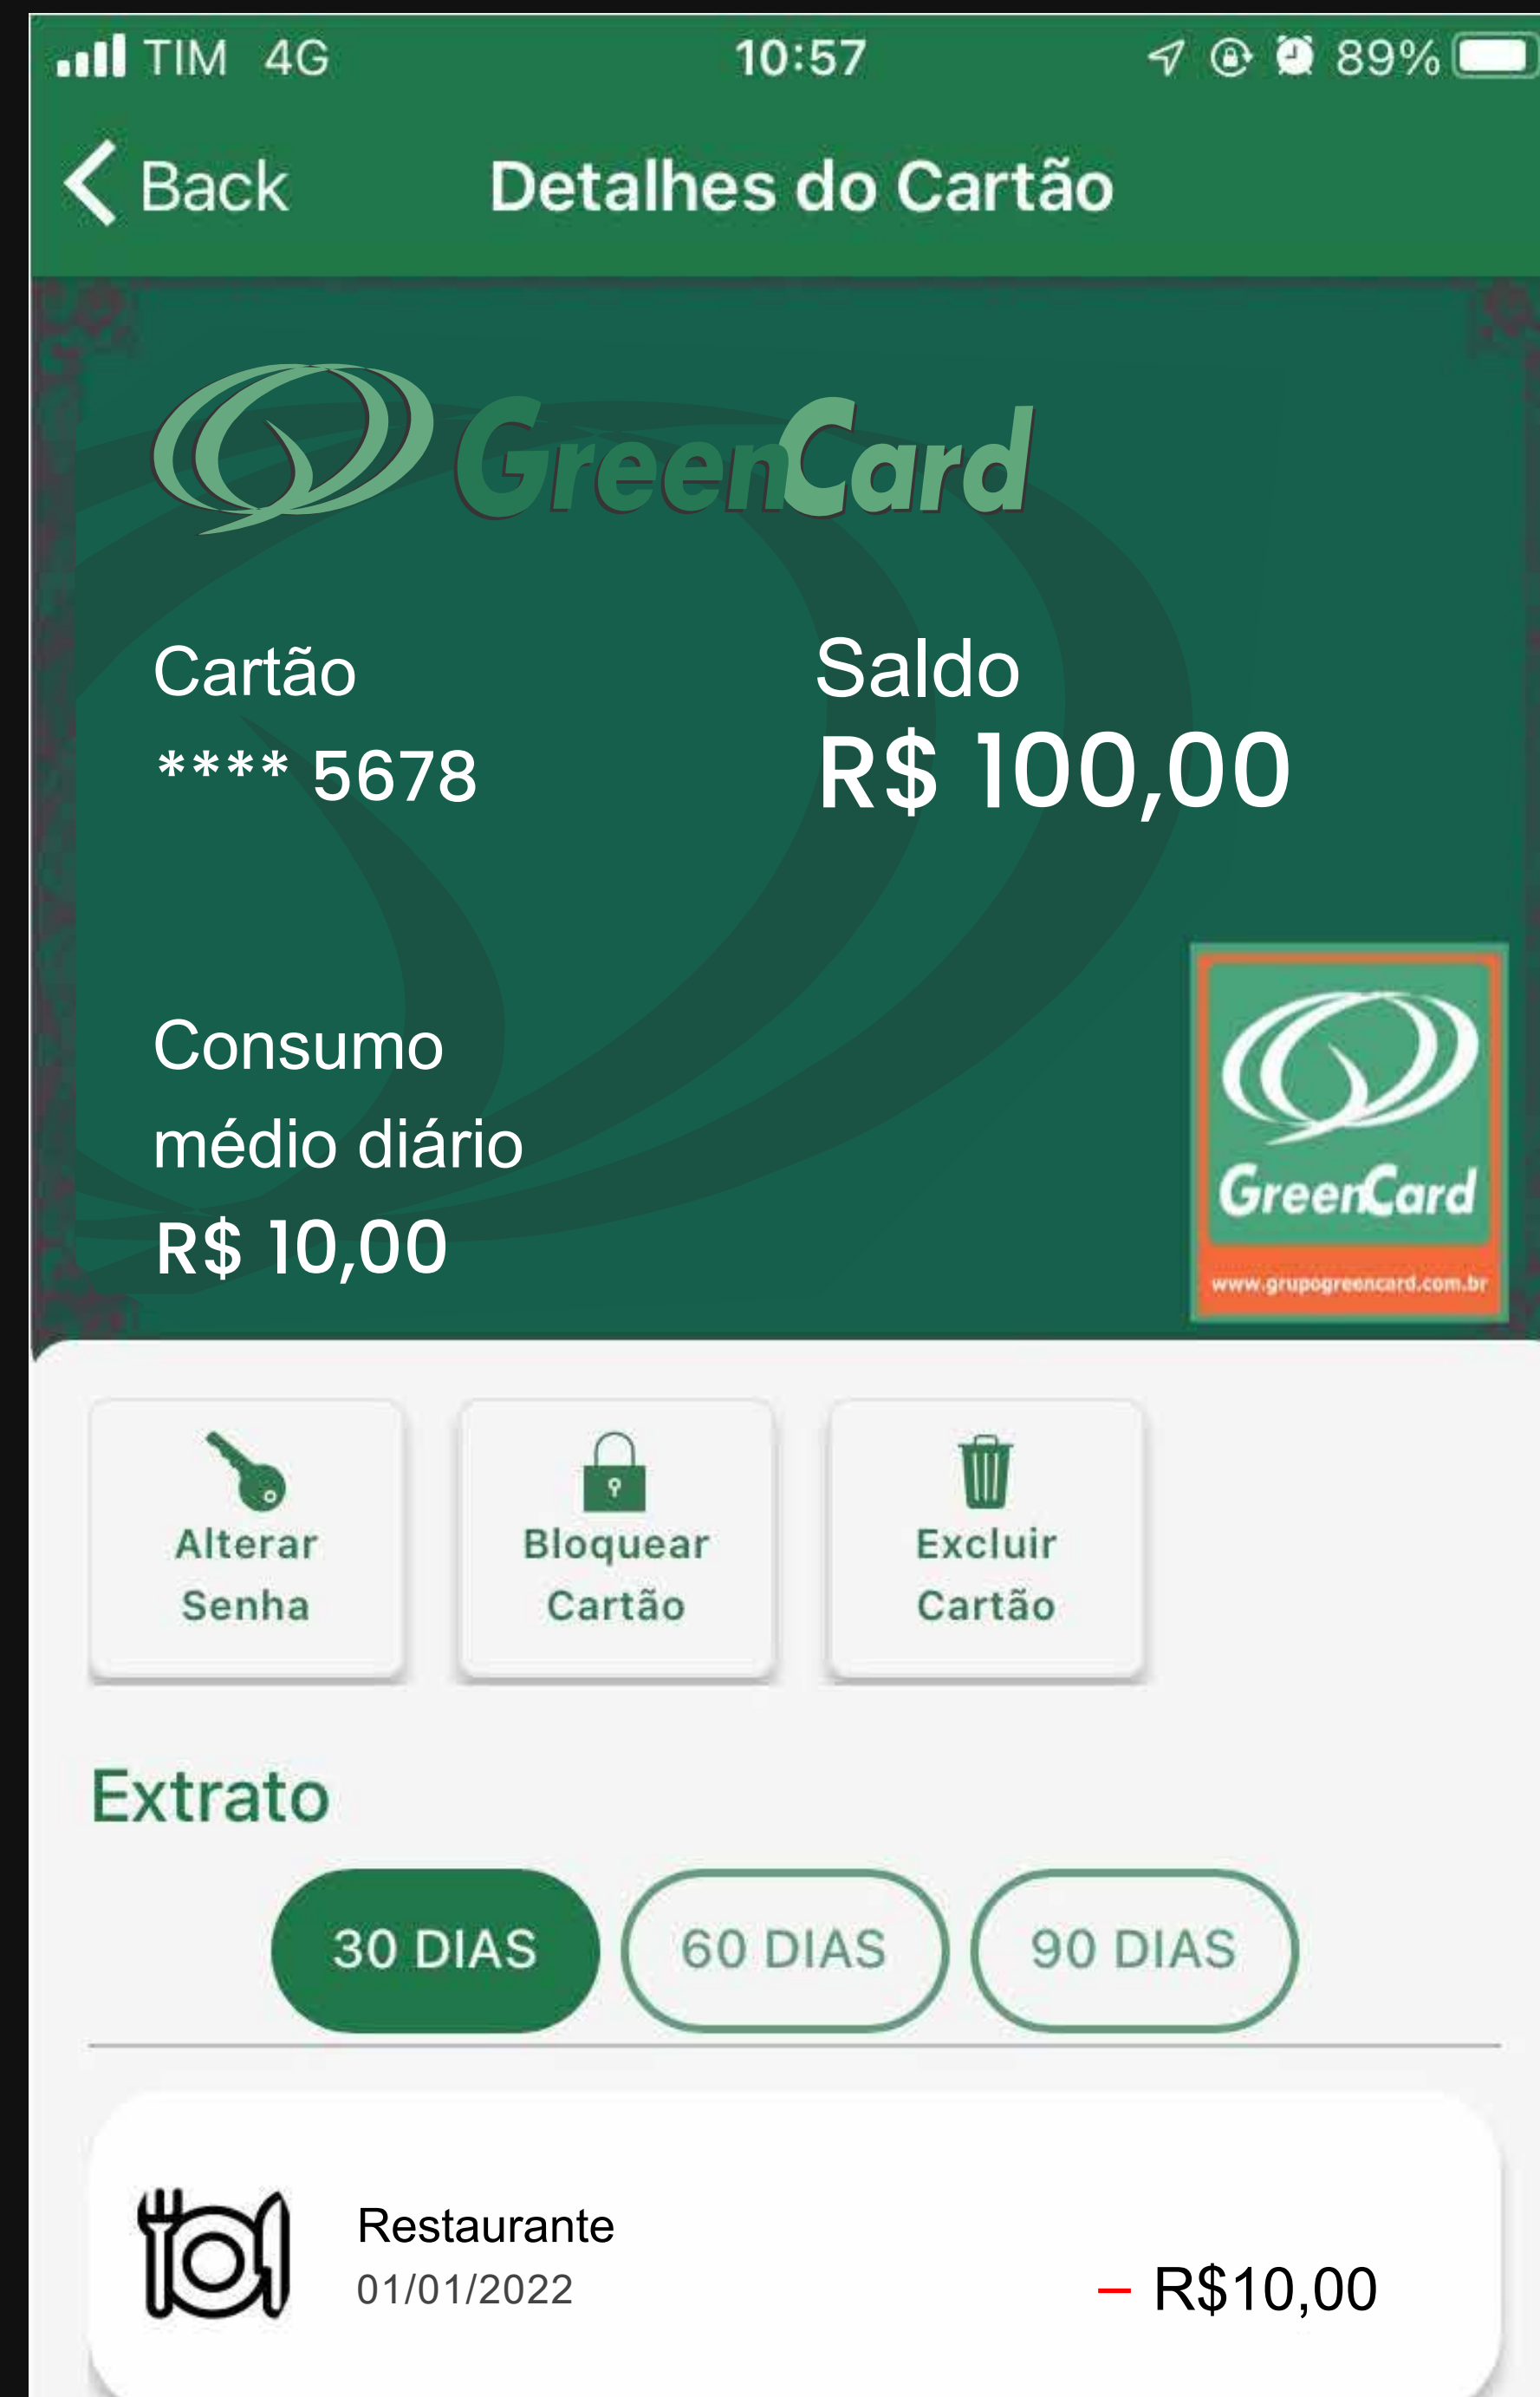 TIM 4G 10:57 89%
Back Detalhes do Cartão
GreenCard
Cartão
**** 5678
Saldo
R$ 100,00
Consumo
médio diário
R$ 10,00
GreenCard
www.grupogreencard.com.br
Alterar
Senha
Bloquear
Cartão
Excluir
Cartão
Extrato
30 DIAS 60 DIAS 90 DIAS
Restaurante
01/01/2022
– R$10,00